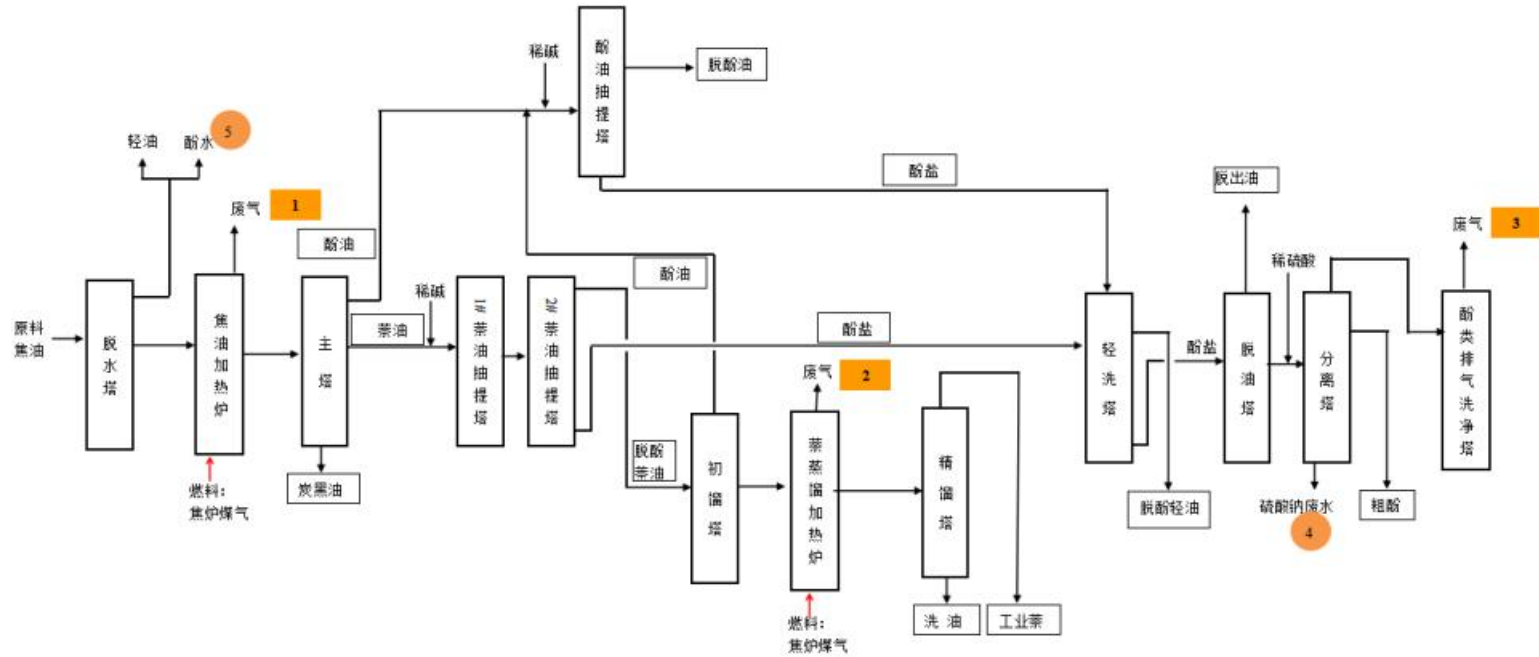 稀碱
酚油抽提塔
脱酚油
轻油
酚水
5
废气
1
酚油
酚盐
脱出油
废气
3
稀硫酸
原料
焦油
脱水塔
焦油加热炉
主塔
稀碱
萘油
1#萘油抽提塔
2#萘油抽提塔
酚油
酚盐
轻洗塔
酚盐
脱油塔
分离塔
酚类排气洗净塔
废气
2
脱酚
萘油
初馏塔
萘蒸馏加热炉
精馏塔
燃料:
焦炉煤气
炭黑油
脱酚轻油
硫酸钠废水
4
粗酚
燃料:
焦炉煤气
洗 油
工业萘